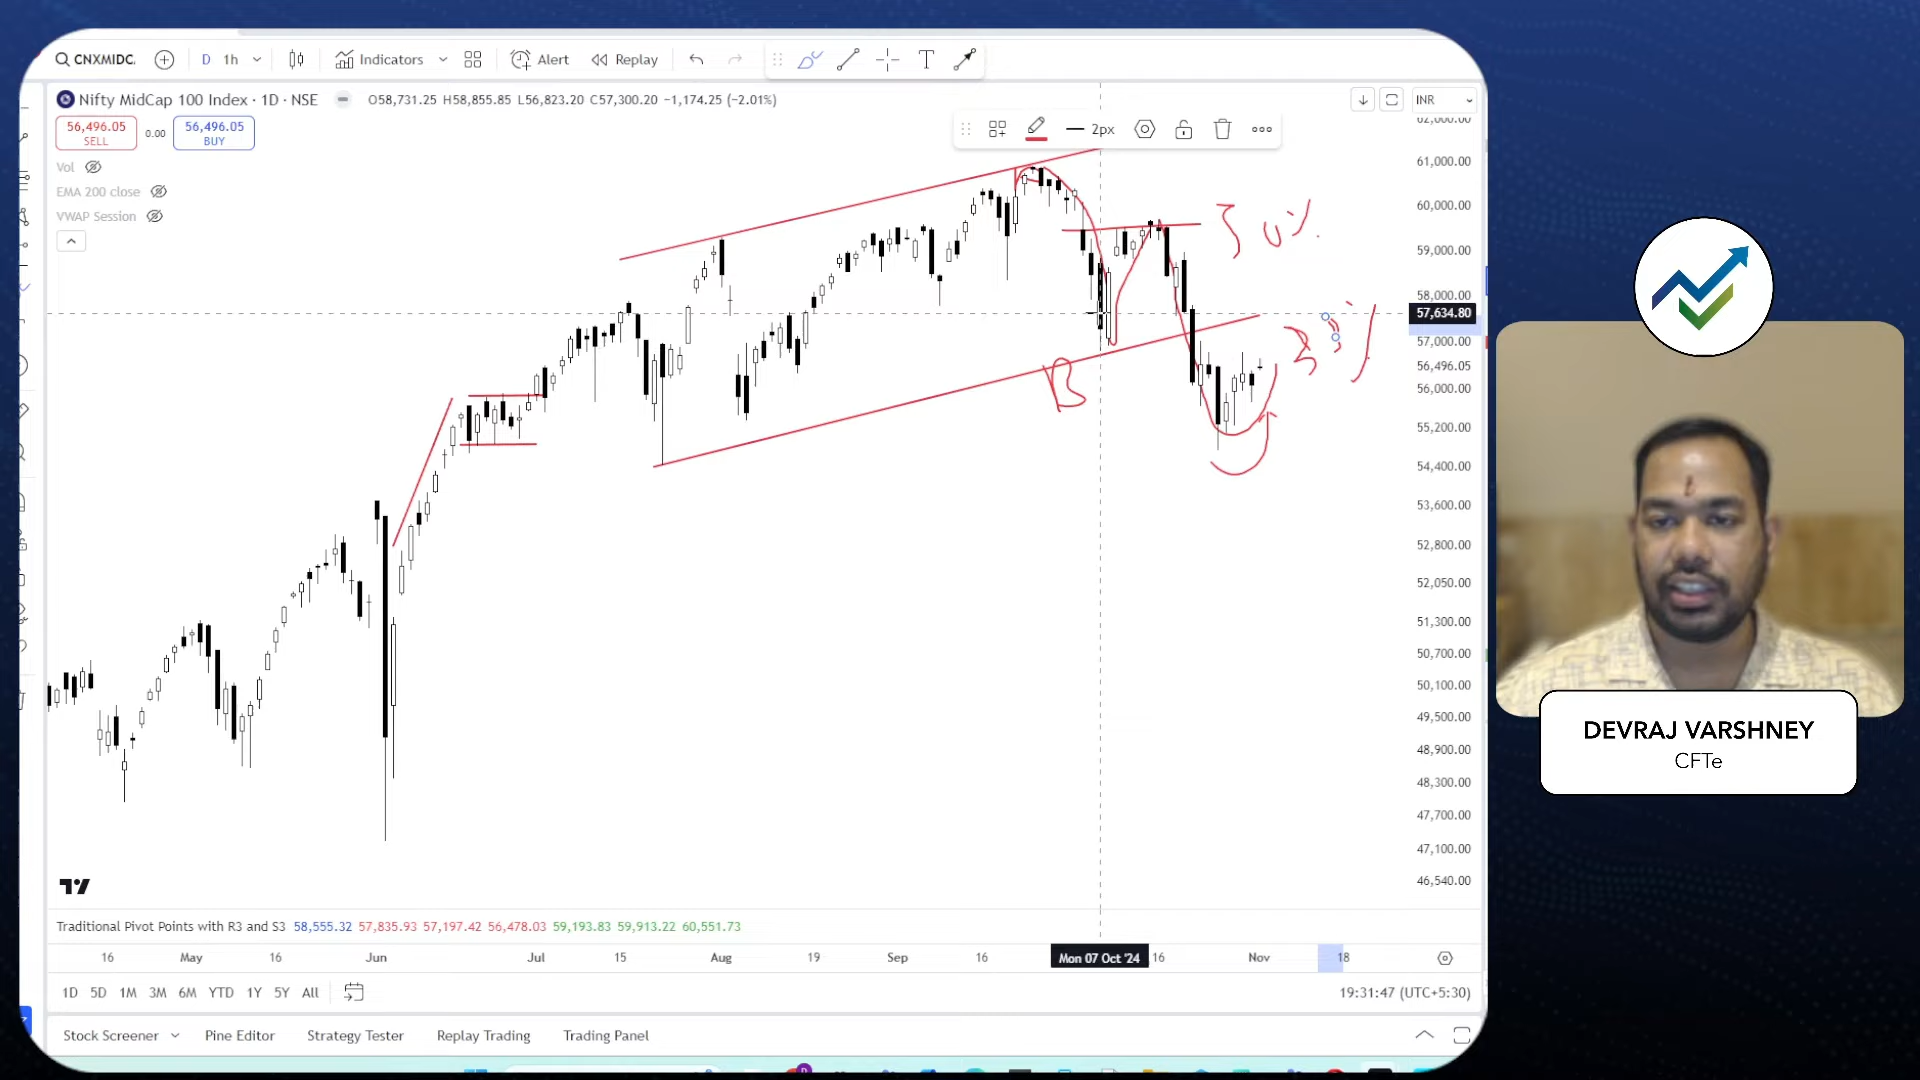 CNXMIDC.
D 1h Indicators Alert Replay
Nifty MidCap 100 Index · 1D · NSE O58,731.25 H58,855.85 L56,823.20 C57,300.20 −1,174.25 (−2.01%)
INR
56,496.05 SELL
0.00
56,496.05 BUY
2px
Vol
EMA 200 close
VWAP Session
62,000.00
61,000.00
60,000.00
59,000.00
58,000.00
57,634.80
57,000.00
56,496.05
56,000.00
55,200.00
54,400.00
53,600.00
52,800.00
52,050.00
51,300.00
50,700.00
50,100.00
49,500.00
48,900.00
48,300.00
47,700.00
47,100.00
46,540.00
B
DEVRAJ VARSHNEY
CFTe
Traditional Pivot Points with R3 and S3 58,555.32 57,835.93 57,197.42 56,478.03 59,193.83 59,913.22 60,551.73
16 May 16 Jun Jul 15 Aug 19 Sep 16 Mon 07 Oct '24 16 Nov 18
1D 5D 1M 3M 6M YTD 1Y 5Y All
19:31:47 (UTC+5:30)
Stock Screener Pine Editor Strategy Tester Replay Trading Trading Panel